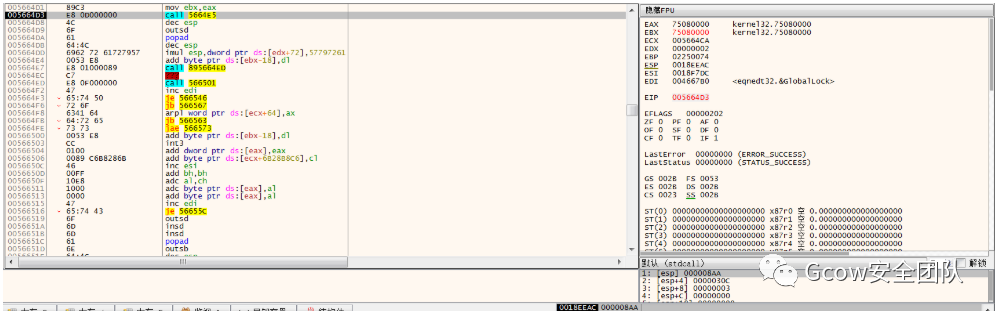 005664D1 89C3 mov ebx,eax
005664D3 E8 0D000000 call 5664E5
005664D8 4C dec esp
005664D9 6F outsd
005664DA 61 popad
005664DB 64:4C dec esp
005664DD 6962 72 61727957 imul esp,dword ptr ds:[edx+72],57797261
005664E4 0053 E8 add byte ptr ds:[ebx-18],dl
005664E7 E8 01000089 call 895664ED
005664EC C7
005664ED E8 0F000000 call 566501
005664F2 47 inc edi
005664F3 65:74 50 je 566546
005664F6 72 6F jb 566567
005664F8 6341 64 arpl word ptr ds:[ecx+64],ax
005664FB 64:72 65 jb 566563
005664FE 73 73 jae 566573
00566500 0053 E8 add byte ptr ds:[ebx-18],dl
00566503 CC int3
00566504 0100 add dword ptr ds:[eax],eax
00566506 0089 C6B8286B add byte ptr ds:[ecx+6B28B8C6],cl
0056650C 46 inc esi
0056650D 00FF add bh,bh
0056650F 10E8 adc al,ch
00566511 1000 adc byte ptr ds:[eax],al
00566513 0000 add byte ptr ds:[eax],al
00566515 47 inc edi
00566516 65:74 43 je 56655C
00566519 6F outsd
0056651A 6D insd
0056651B 6D insd
0056651C 61 popad
0056651D 6E outsb
隐藏FPU
EAX 75080000 kernel32.75080000
EBX 75080000 kernel32.75080000
ECX 005664CA
EDX 00000002
EBP 02250074
ESP 0018EEAC
ESI 0018F7DC
EDI 004667B0 <eqnedt32.&GlobalLock>
EIP 005664D3
EFLAGS 00000202
ZF 0 PF 0 AF 0
OF 0 SF 0 DF 0
CF 0 TF 0 IF 1
LastError 00000000 (ERROR_SUCCESS)
LastStatus 00000000 (STATUS_SUCCESS)
GS 002B FS 0053
ES 002B DS 002B
CS 0023 SS 002B
ST(0) 00000000000000000000 x87r0 空 0.000000000000000000
ST(1) 00000000000000000000 x87r1 空 0.000000000000000000
ST(2) 00000000000000000000 x87r2 空 0.000000000000000000
ST(3) 00000000000000000000 x87r3 空 0.000000000000000000
ST(4) 00000000000000000000 x87r4 空 0.000000000000000000
默认 (stdcall) 解锁
1: [esp] 000008AA
2: [esp+4] 0000030C
3: [esp+8] 00000003
4: [esp+C] 00000000
Gcow安全团队
0018EEAC 000008AA